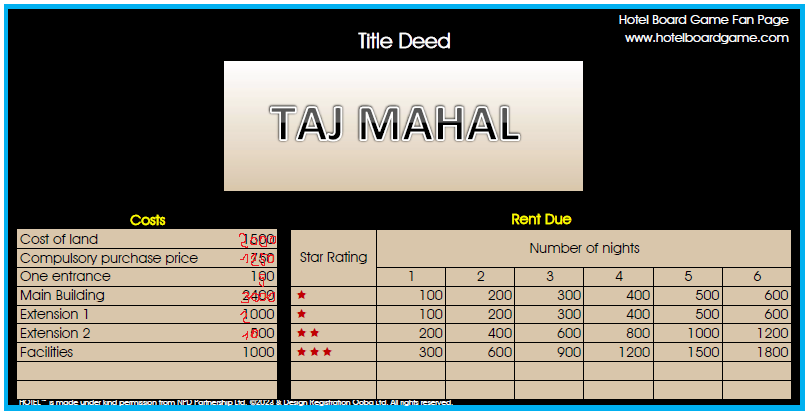 Hotel Board Game Fan Page
www.hotelboardgame.com
Title Deed
TAJ MAHAL
Costs
Cost of land 1500
Compulsory purchase price 750
One entrance 100
Main Building 2400
Extension 1 1000
Extension 2 500
Facilities 1000
Rent Due
Star Rating Number of nights
1 2 3 4 5 6
★ 100 200 300 400 500 600
★ 100 200 300 400 500 600
★ ★ 200 400 600 800 1000 1200
★ ★ ★ 300 600 900 1200 1500 1800
HOTEL™ is made under kind permission from NPD Partnership Ltd. ©2023 & Design Registration Ooba Ltd. All rights reserved.